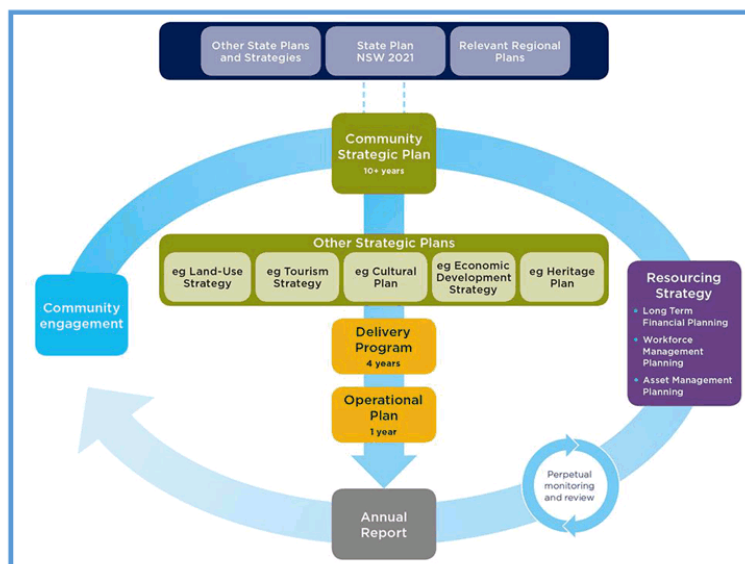 Other State Plans
and Strategies
State Plan
NSW 2021
Relevant Regional
Plans
Community
Strategic Plan
10+ years
Other Strategic Plans
eg Land-Use
Strategy
eg Tourism
Strategy
eg Cultural
Plan
eg Economic
Development
Strategy
eg Heritage
Plan
Community
engagement
Resourcing
Strategy
• Long Term
Financial Planning
• Workforce
Management
Planning
• Asset Management
Planning
Delivery
Program
4 years
Operational
Plan
1 year
Perpetual
monitoring
and review
Annual
Report